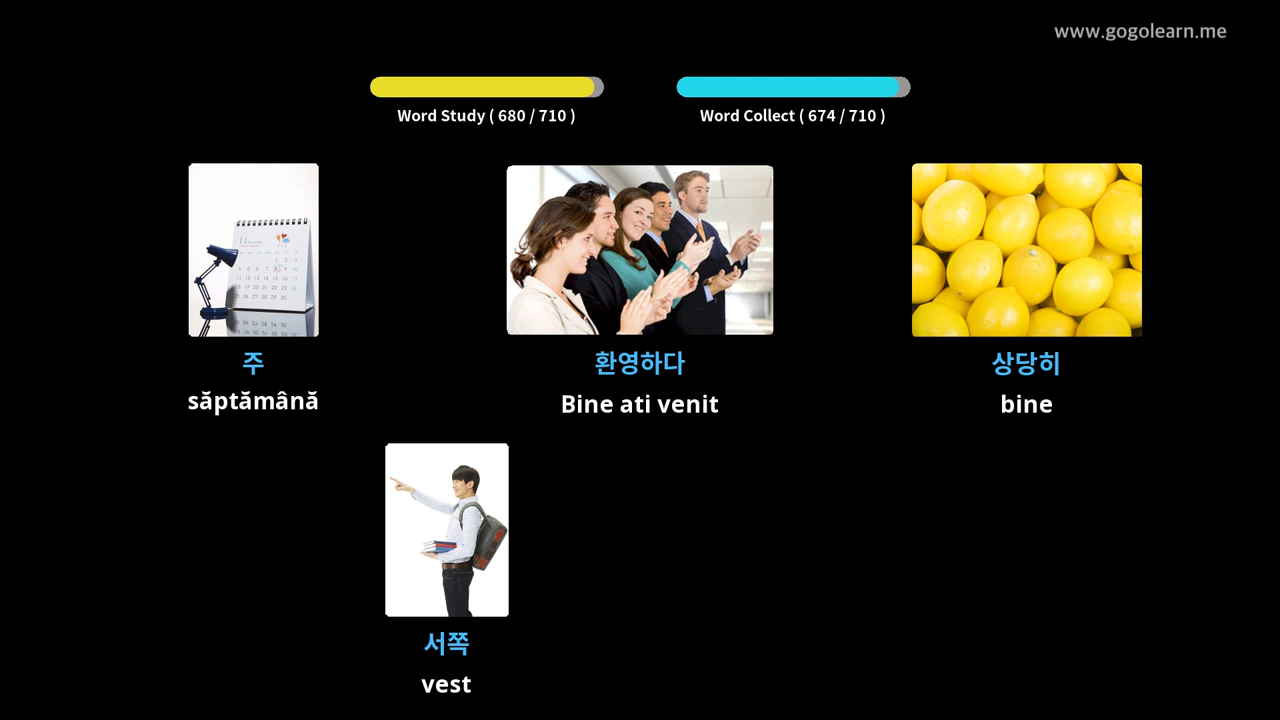 www.gogolearn.me
Word Study ( 680 / 710 )
Word Collect ( 674 / 710 )
주
săptămână
환영하다
Bine ati venit
상당히
bine
서쪽
vest